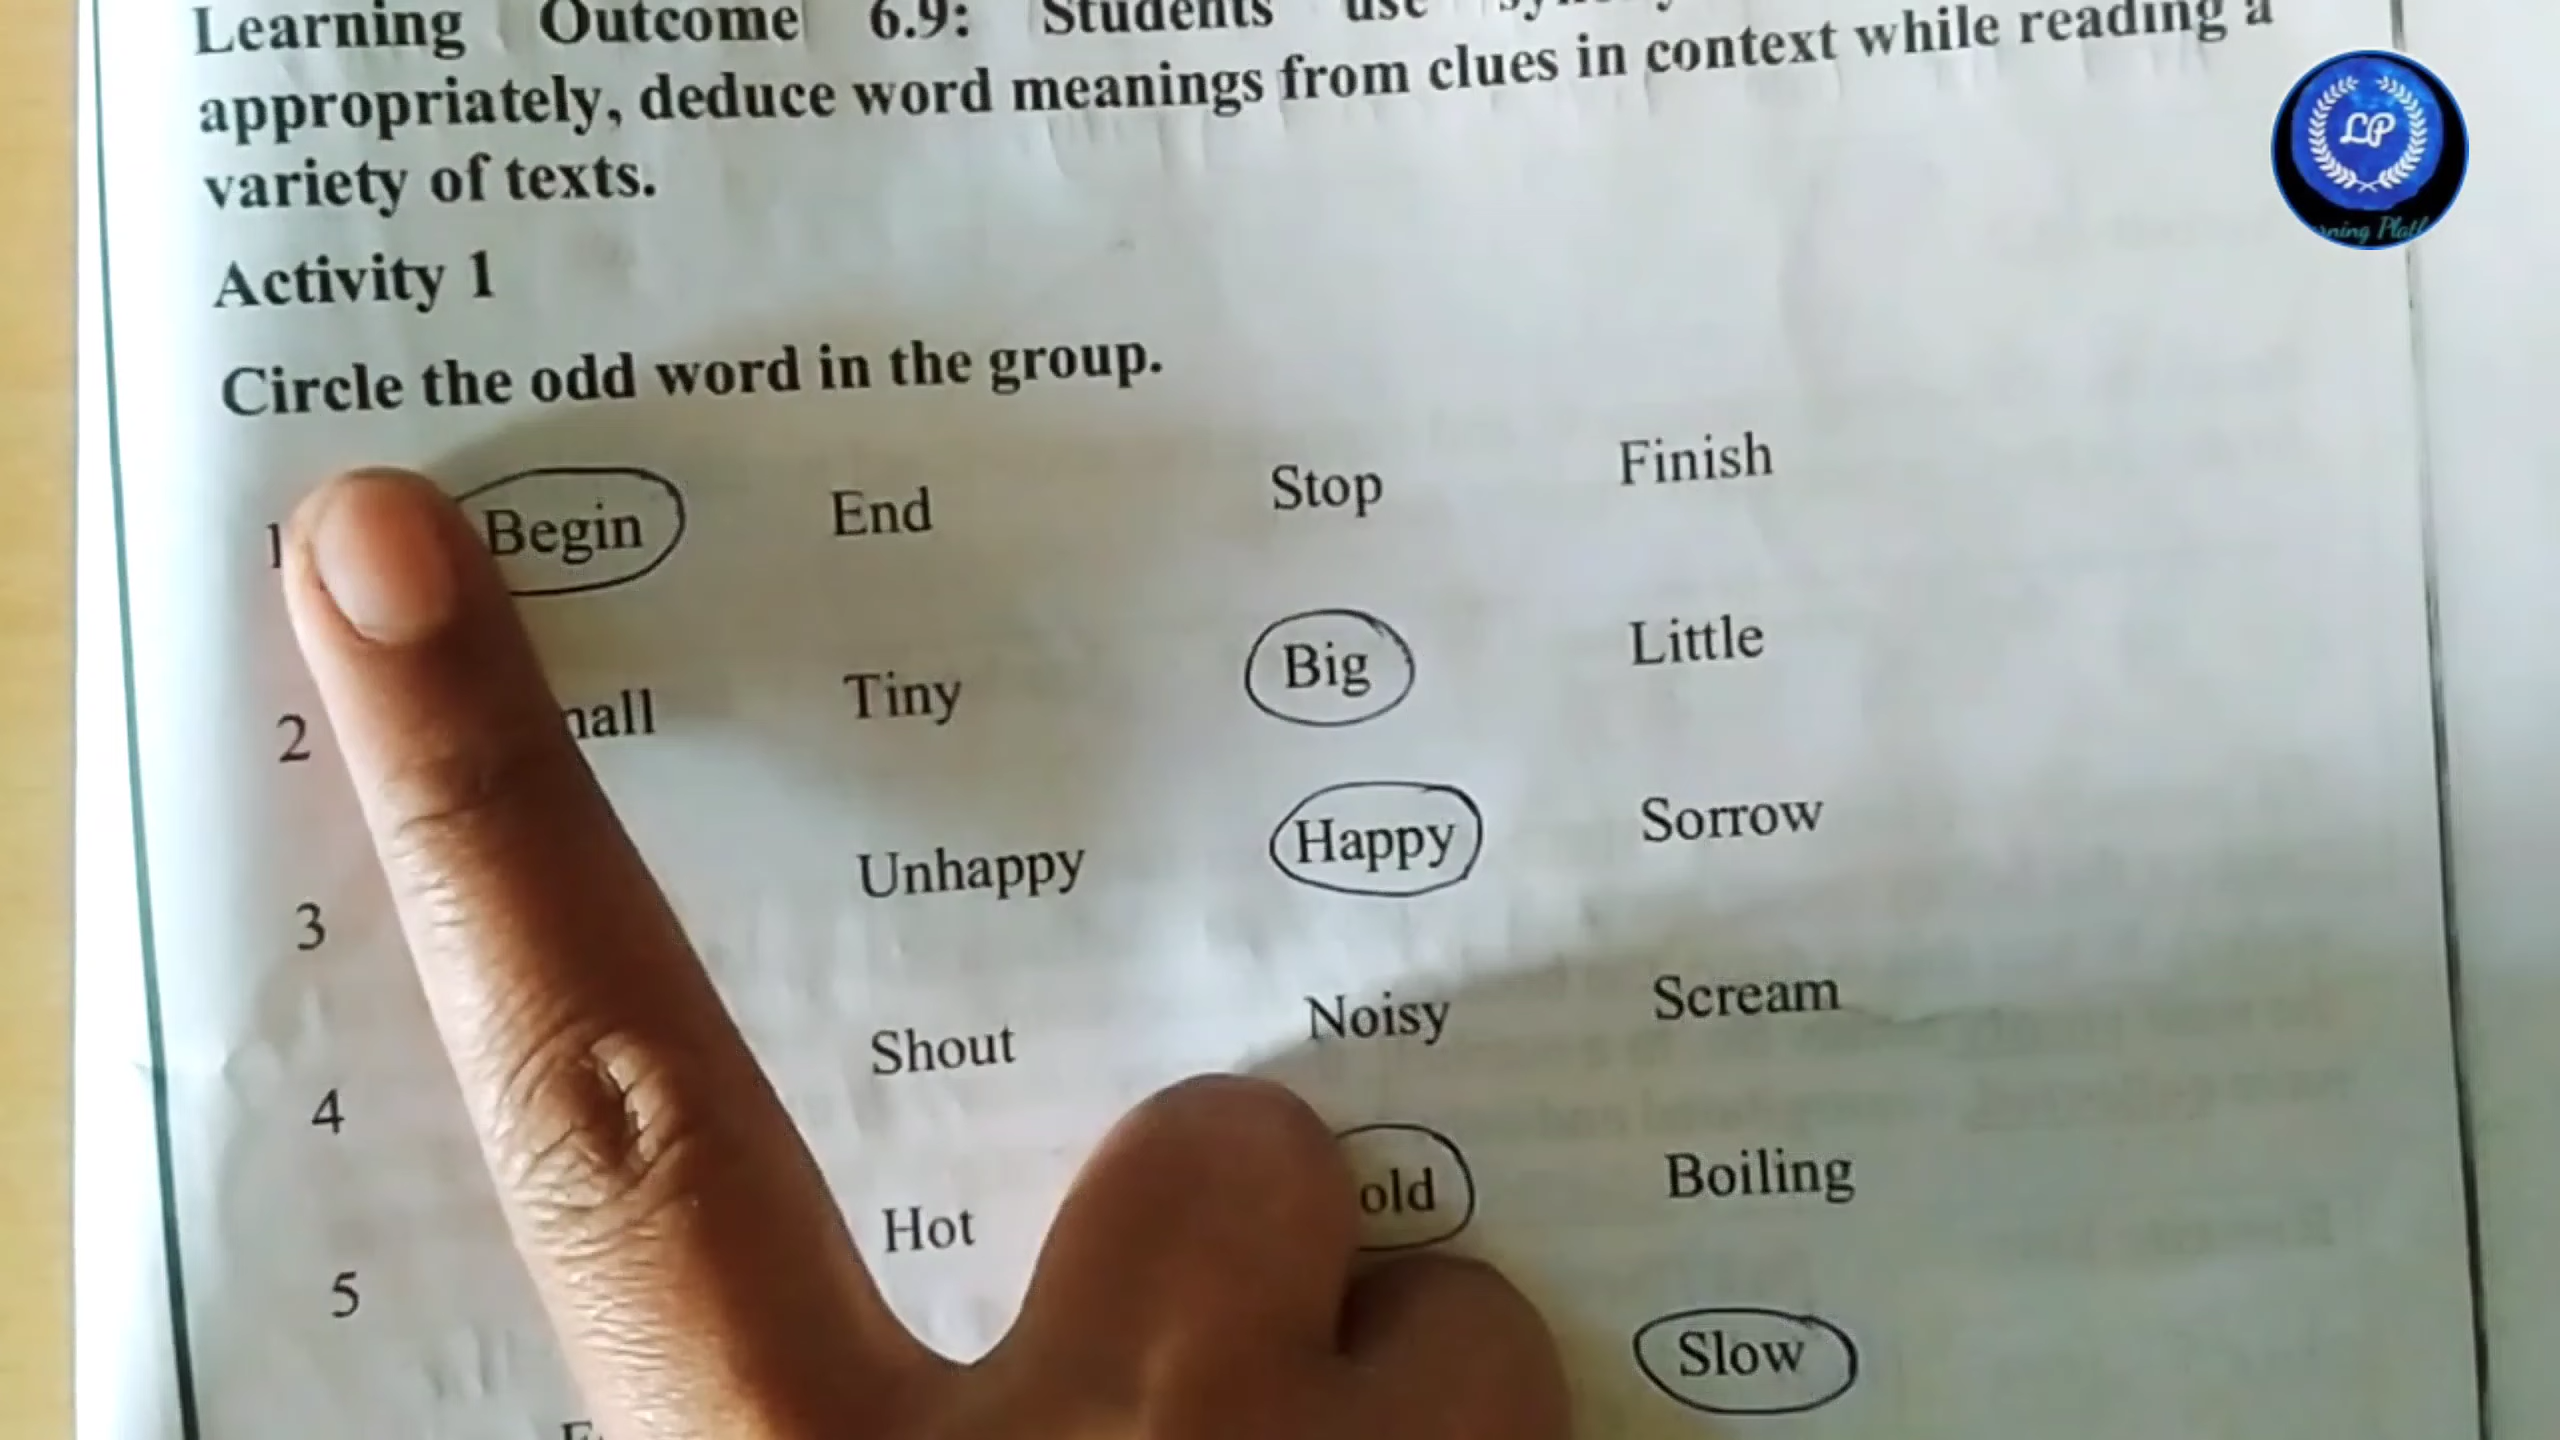 Learning Outcome 6.9: Students use
appropriately, deduce word meanings from clues in context while reading a
variety of texts.
Activity 1
Circle the odd word in the group.
1 Begin End Stop Finish
2 Tiny Big Little
3 Unhappy Happy Sorrow
4 Shout Noisy Scream
5 Hot Boiling
Slow
LP